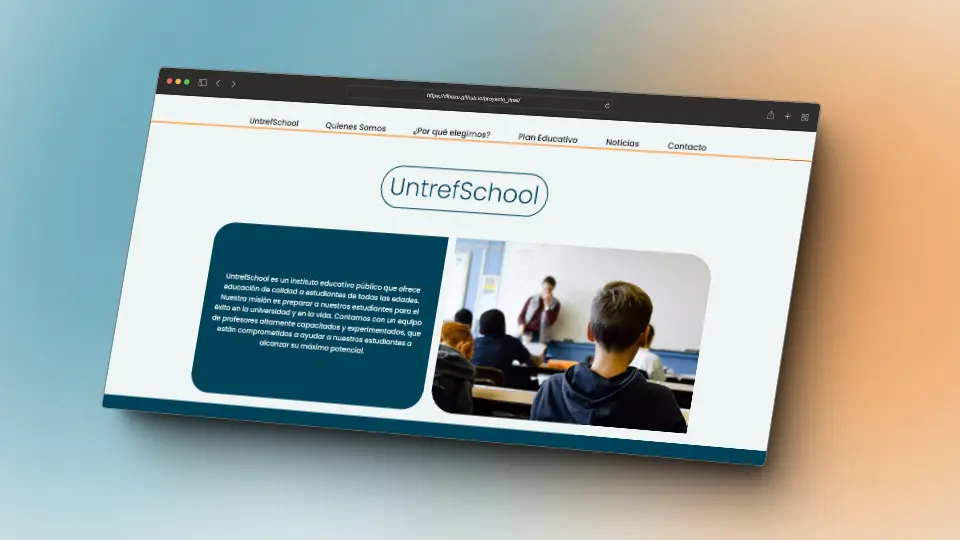 https://dibaxu.github.io/proyecto_final/
UntrefSchool Quienes Somos ¿Por qué elegirnos? Plan Educativo Noticias Contacto
UntrefSchool
UntrefSchool es un instituto educativo público que ofrece
educación de calidad a estudiantes de todas las edades.
Nuestra misión es preparar a nuestros estudiantes para el
éxito en la universidad y en la vida. Contamos con un equipo
de profesores altamente capacitados y experimentados, que
están comprometidos a ayudar a nuestros estudiantes a
alcanzar su máximo potencial.